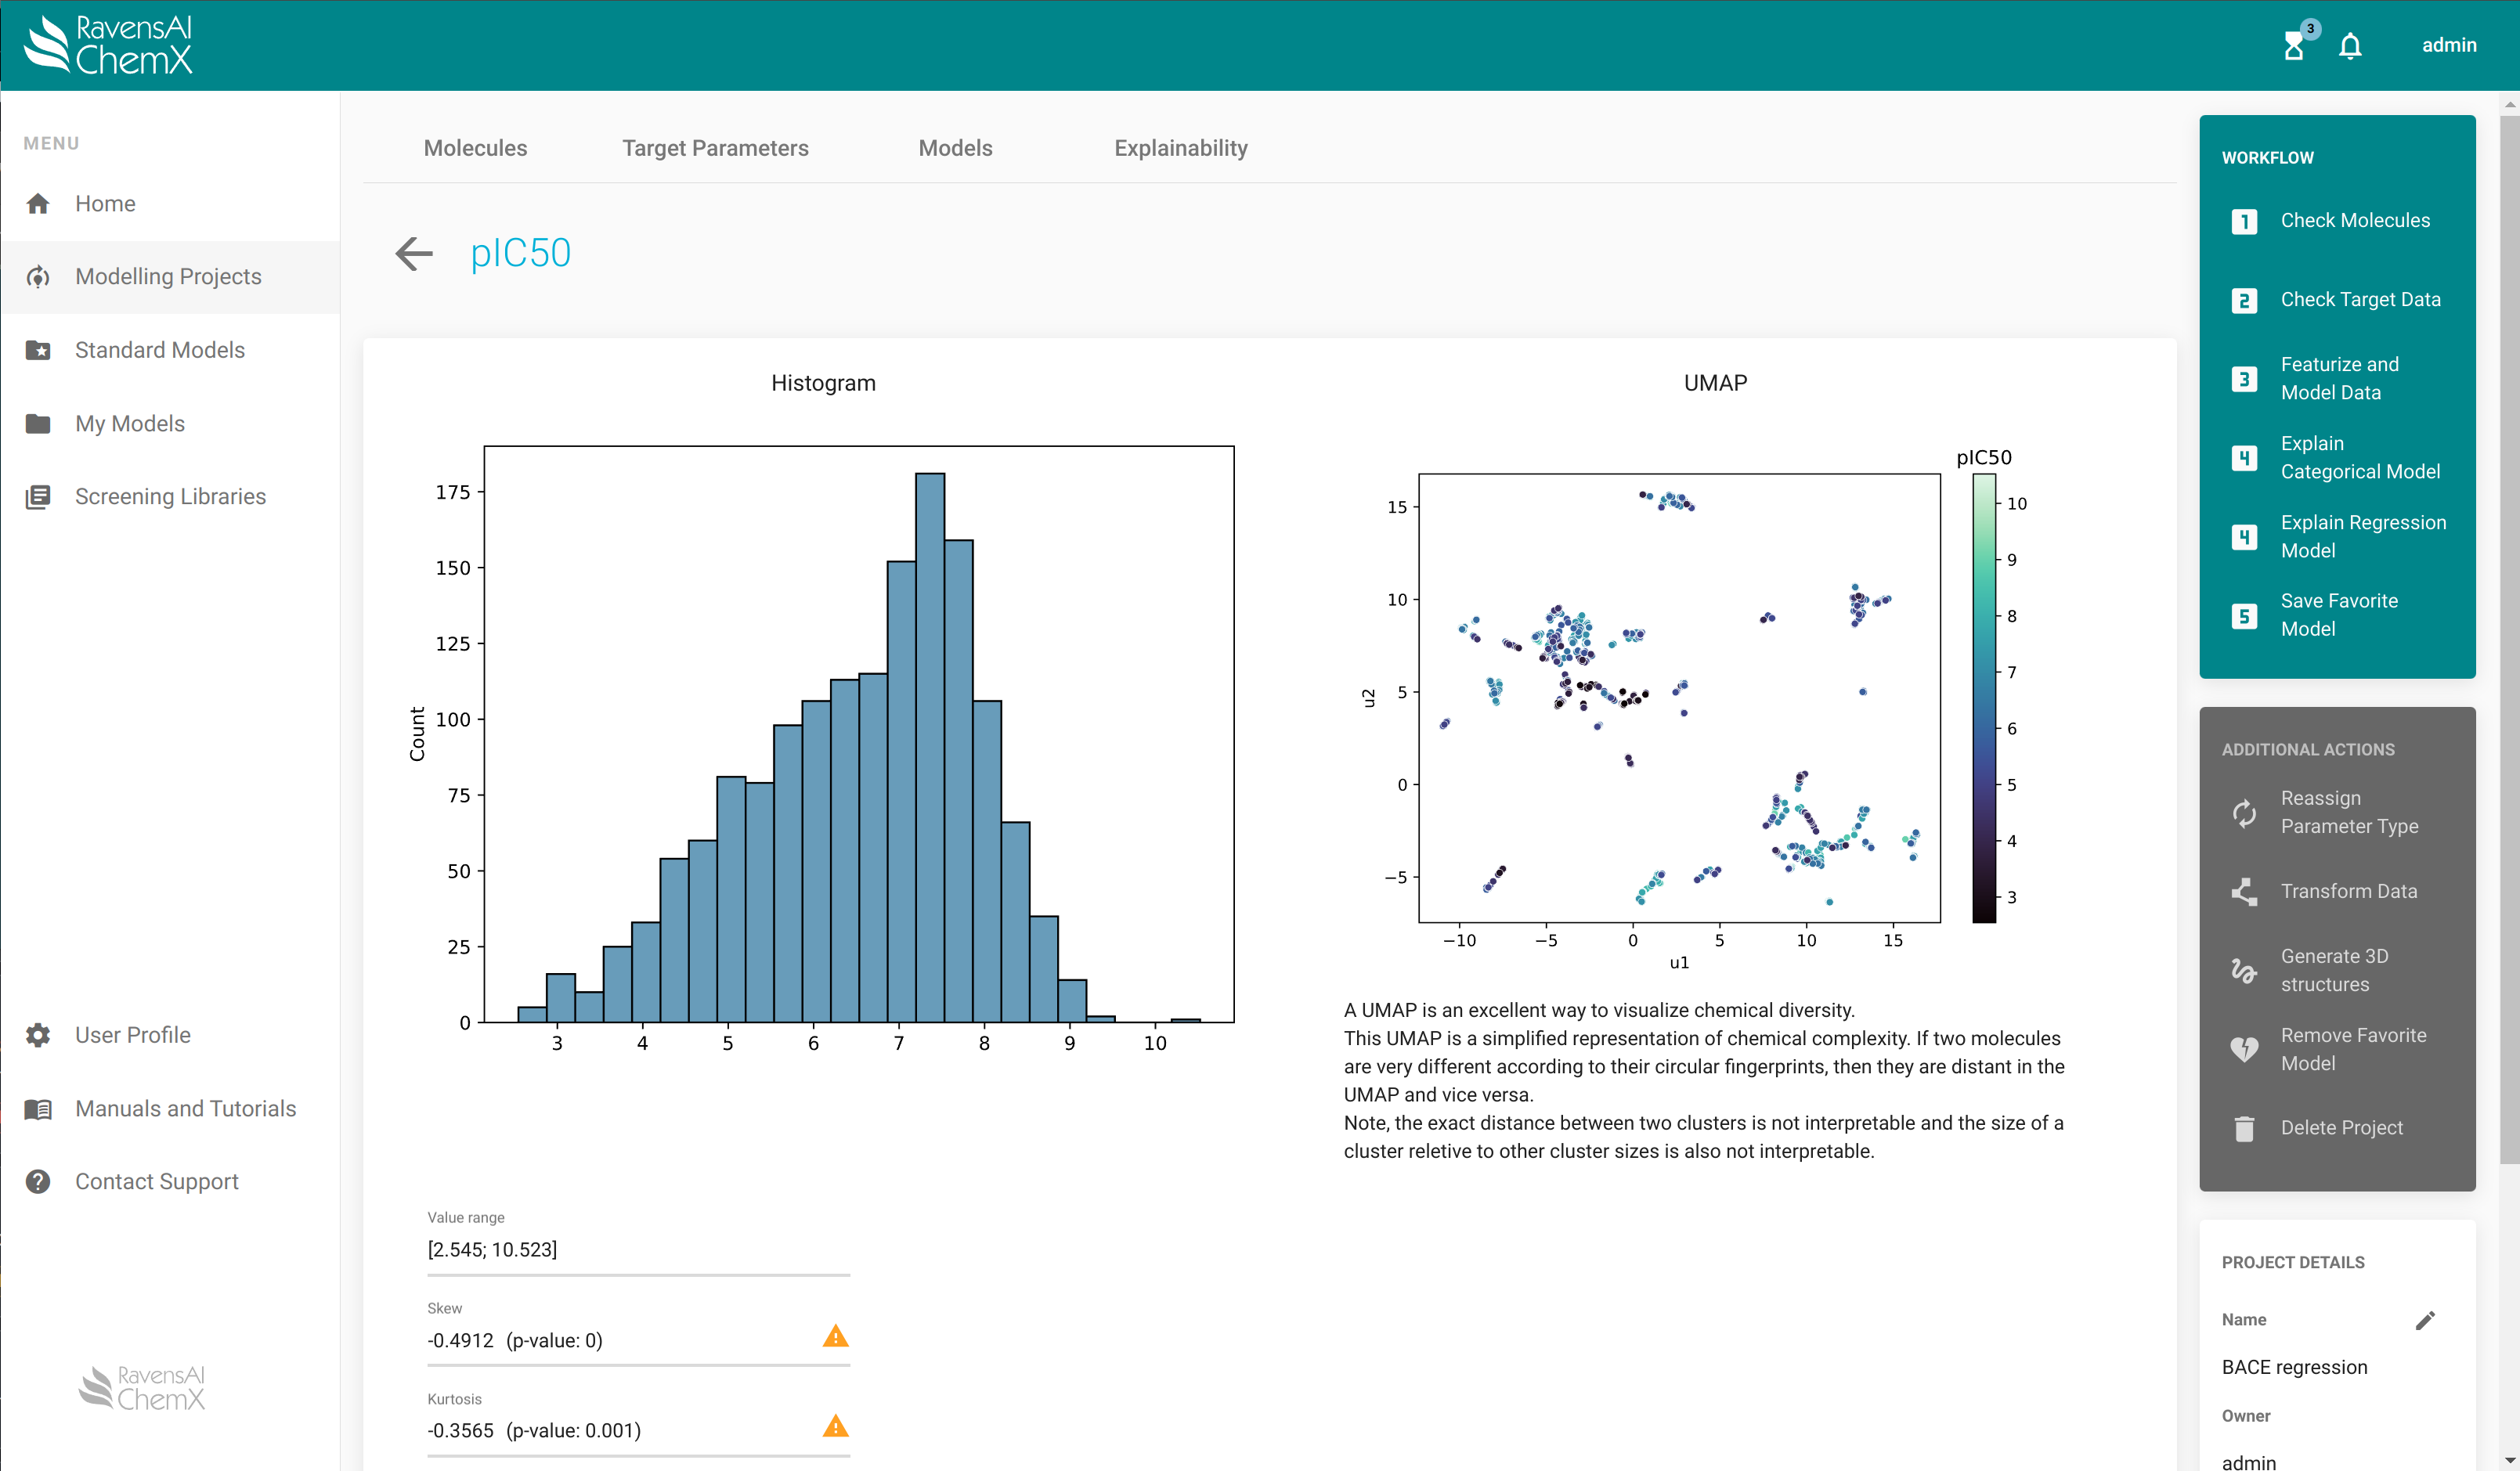 RavensAI
ChemX
3
admin
MENU
Home
Modelling Projects
Standard Models
My Models
Screening Libraries
User Profile
Manuals and Tutorials
Contact Support
RavensAI
ChemX
Molecules
Target Parameters
Models
Explainability
pIC50
Histogram
175
150
125
100
75
50
25
0
Count
3
4
5
6
7
8
9
10
UMAP
pIC50
15
10
5
0
−5
u2
−10
−5
0
5
10
15
u1
10
9
8
7
6
5
4
3
A UMAP is an excellent way to visualize chemical diversity.
This UMAP is a simplified representation of chemical complexity. If two molecules
are very different according to their circular fingerprints, then they are distant in the
UMAP and vice versa.
Note, the exact distance between two clusters is not interpretable and the size of a
cluster reletive to other cluster sizes is also not interpretable.
Value range
[2.545; 10.523]
Skew
-0.4912 (p-value: 0)
Kurtosis
-0.3565 (p-value: 0.001)
WORKFLOW
1 Check Molecules
2 Check Target Data
3 Featurize and
Model Data
4 Explain
Categorical Model
4 Explain Regression
Model
5 Save Favorite
Model
ADDITIONAL ACTIONS
Reassign
Parameter Type
Transform Data
Generate 3D
structures
Remove Favorite
Model
Delete Project
PROJECT DETAILS
Name
BACE regression
Owner
admin